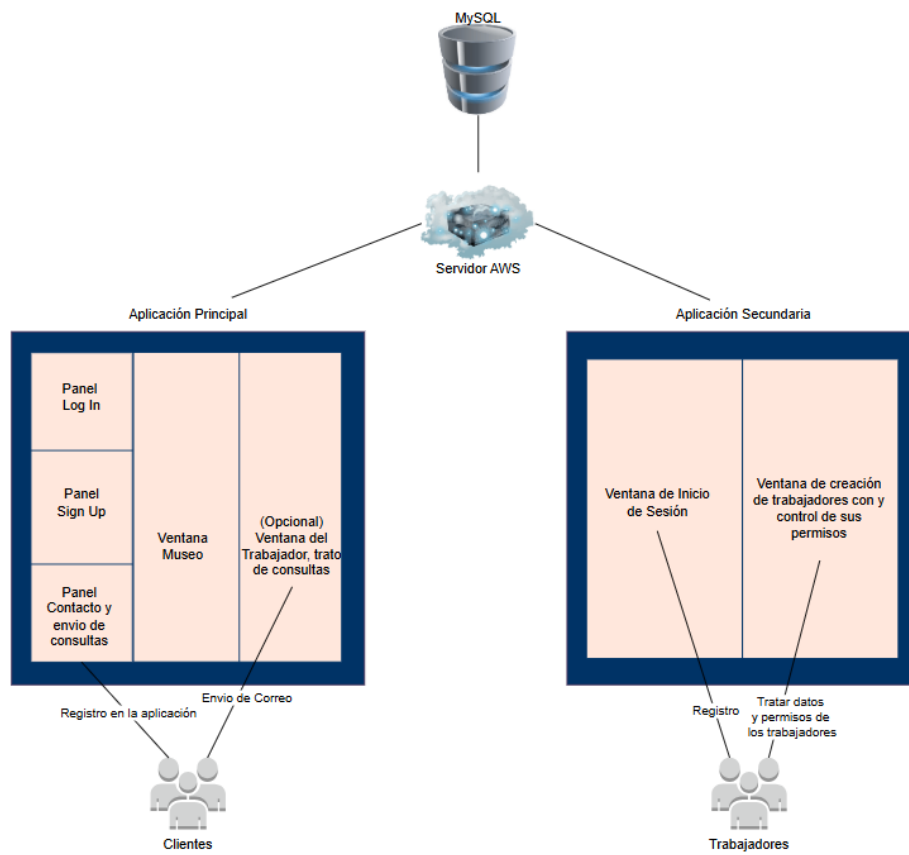 MySQL
Servidor AWS
Aplicación Principal
Aplicación Secundaria
Panel
Log In
Panel
Sign Up
Panel
Contacto y
envio de
consultas
Ventana
Museo
(Opcional)
Ventana del
Trabajador, trato
de consultas
Ventana de Inicio
de Sesión
Ventana de creación
de trabajadores con y
control de sus
permisos
Registro en la aplicación
Envio de Correo
Registro
Tratar datos
y permisos de
los trabajadores
Clientes
Trabajadores